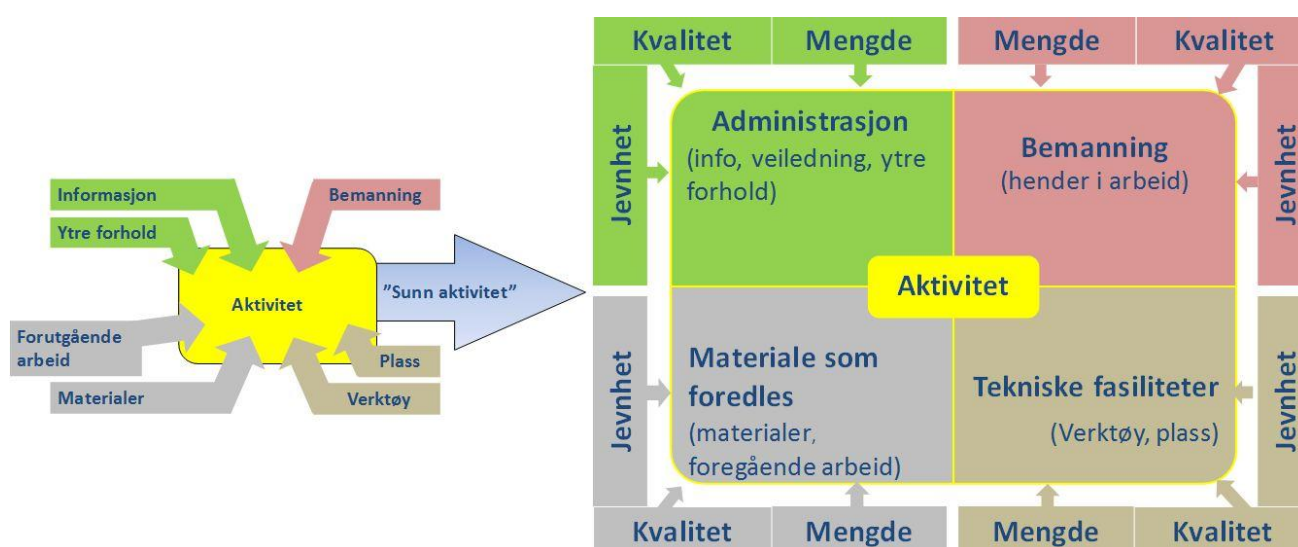 Informasjon
Ytre forhold
Bemanning
Aktivitet
Forutgående
arbeid
Materialer
Plass
Verktøy
”Sunn aktivitet”
Kvalitet
Mengde
Mengde
Kvalitet
Jevnhet
Administrasjon
(info, veiledning, ytre
forhold)
Bemanning
(hender i arbeid)
Jevnhet
Aktivitet
Jevnhet
Materiale som
foredles
(materialer,
foregående arbeid)
Tekniske fasiliteter
(Verktøy, plass)
Jevnhet
Kvalitet
Mengde
Mengde
Kvalitet